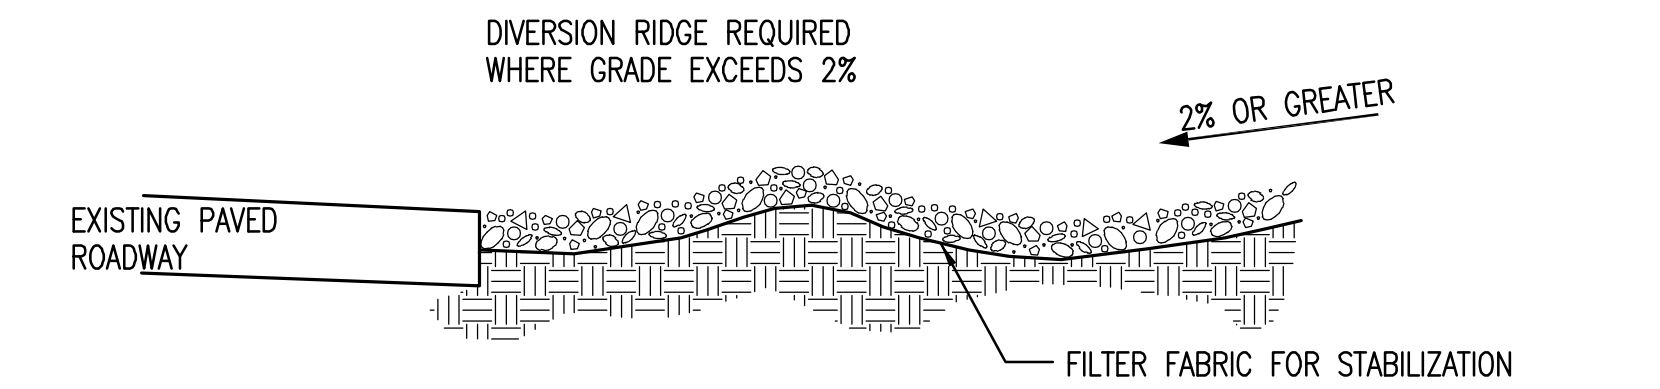 DIVERSION RIDGE REQUIRED
WHERE GRADE EXCEEDS 2%
2% OR GREATER
EXISTING PAVED
ROADWAY
FILTER FABRIC FOR STABILIZATION